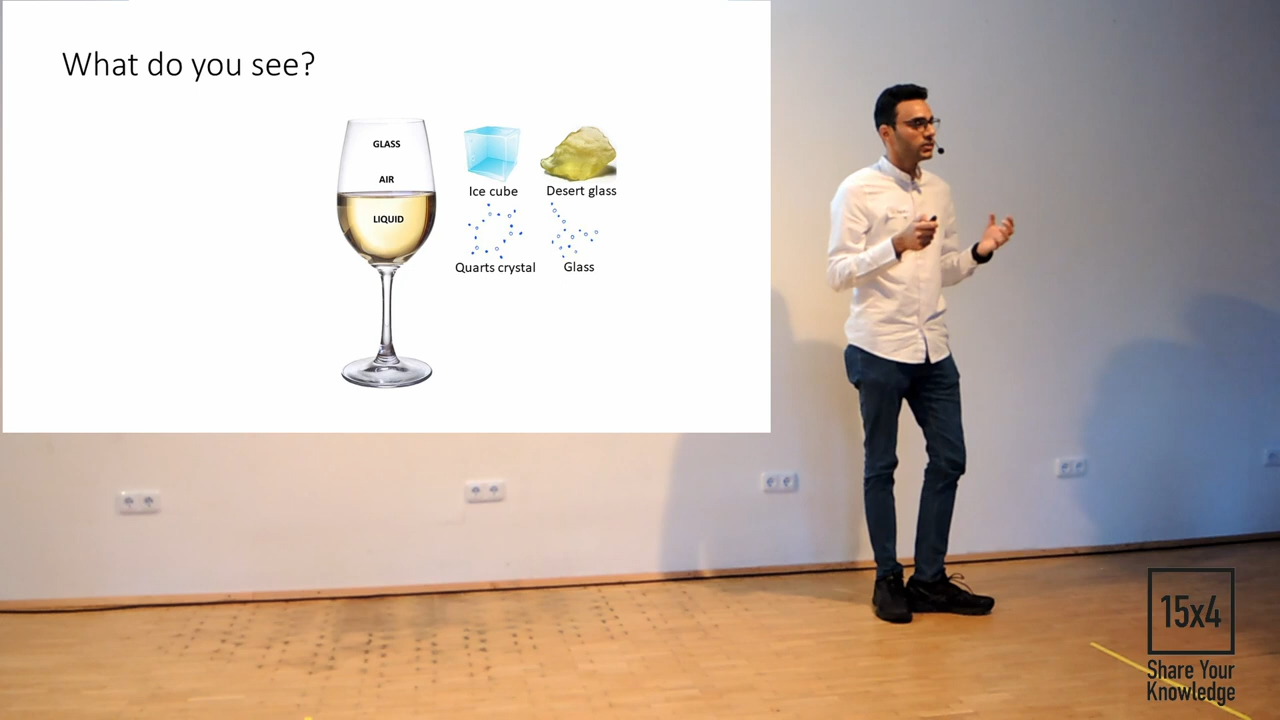 What do you see?
GLASS
AIR
LIQUID
Ice cube
Desert glass
Quarts crystal
Glass
15x4
Share Your
Knowledge